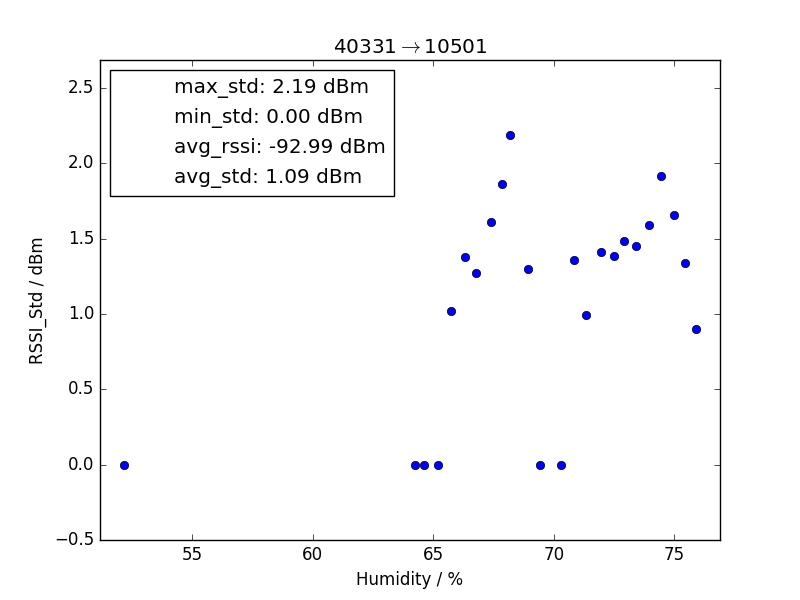 40331→10501
max_std: 2.19 dBm
min_std: 0.00 dBm
avg_rssi: -92.99 dBm
avg_std: 1.09 dBm
2.5
2.0
1.5
1.0
0.5
0.0
−0.5
RSSI_Std / dBm
55 60 65 70 75
Humidity / %